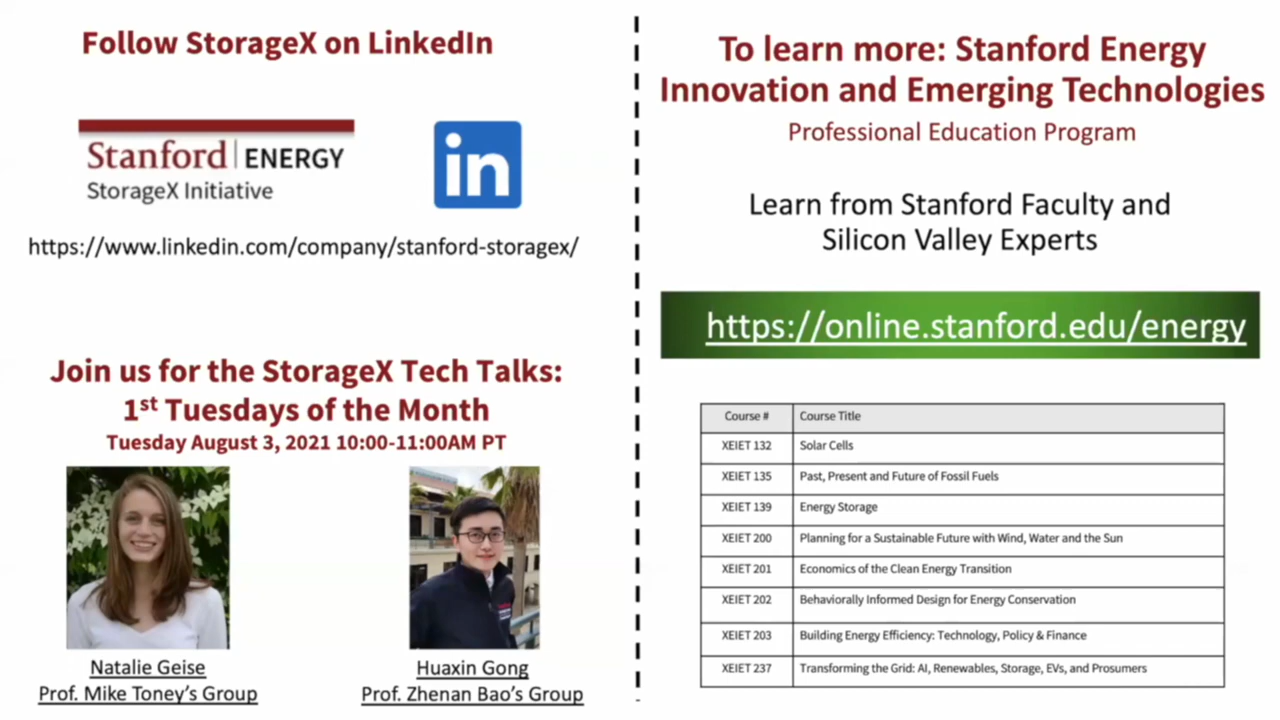 Follow StorageX on LinkedIn
Stanford | ENERGY
StorageX Initiative
in
https://www.linkedin.com/company/stanford-storagex/
Join us for the StorageX Tech Talks:
1st Tuesdays of the Month
Tuesday August 3, 2021 10:00-11:00AM PT
Natalie Geise
Prof. Mike Toney's Group
Huaxin Gong
Prof. Zhenan Bao's Group
To learn more: Stanford Energy
Innovation and Emerging Technologies
Professional Education Program
Learn from Stanford Faculty and
Silicon Valley Experts
https://online.stanford.edu/energy
Course # Course Title
XEIET 132 Solar Cells
XEIET 135 Past, Present and Future of Fossil Fuels
XEIET 139 Energy Storage
XEIET 200 Planning for a Sustainable Future with Wind, Water and the Sun
XEIET 201 Economics of the Clean Energy Transition
XEIET 202 Behaviorally Informed Design for Energy Conservation
XEIET 203 Building Energy Efficiency: Technology, Policy & Finance
XEIET 237 Transforming the Grid: AI, Renewables, Storage, EVs, and Prosumers